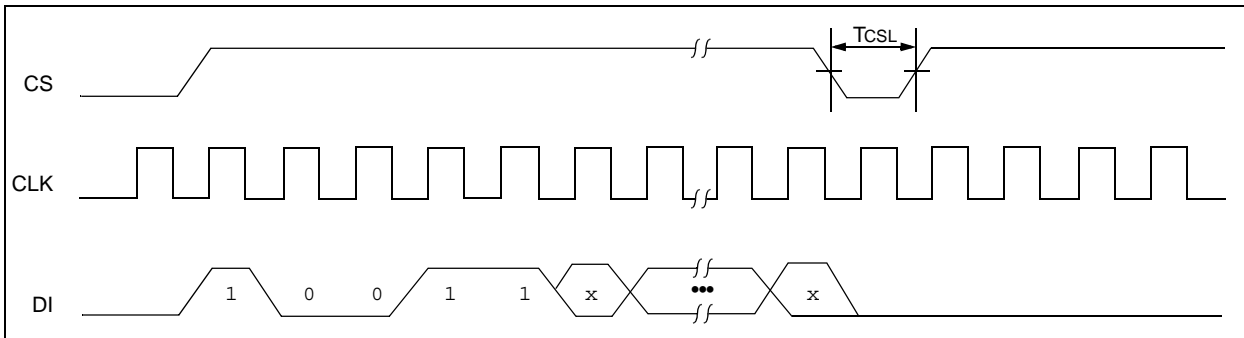 TCSL
CS
CLK
DI
1 0 0 1 1 x ••• x